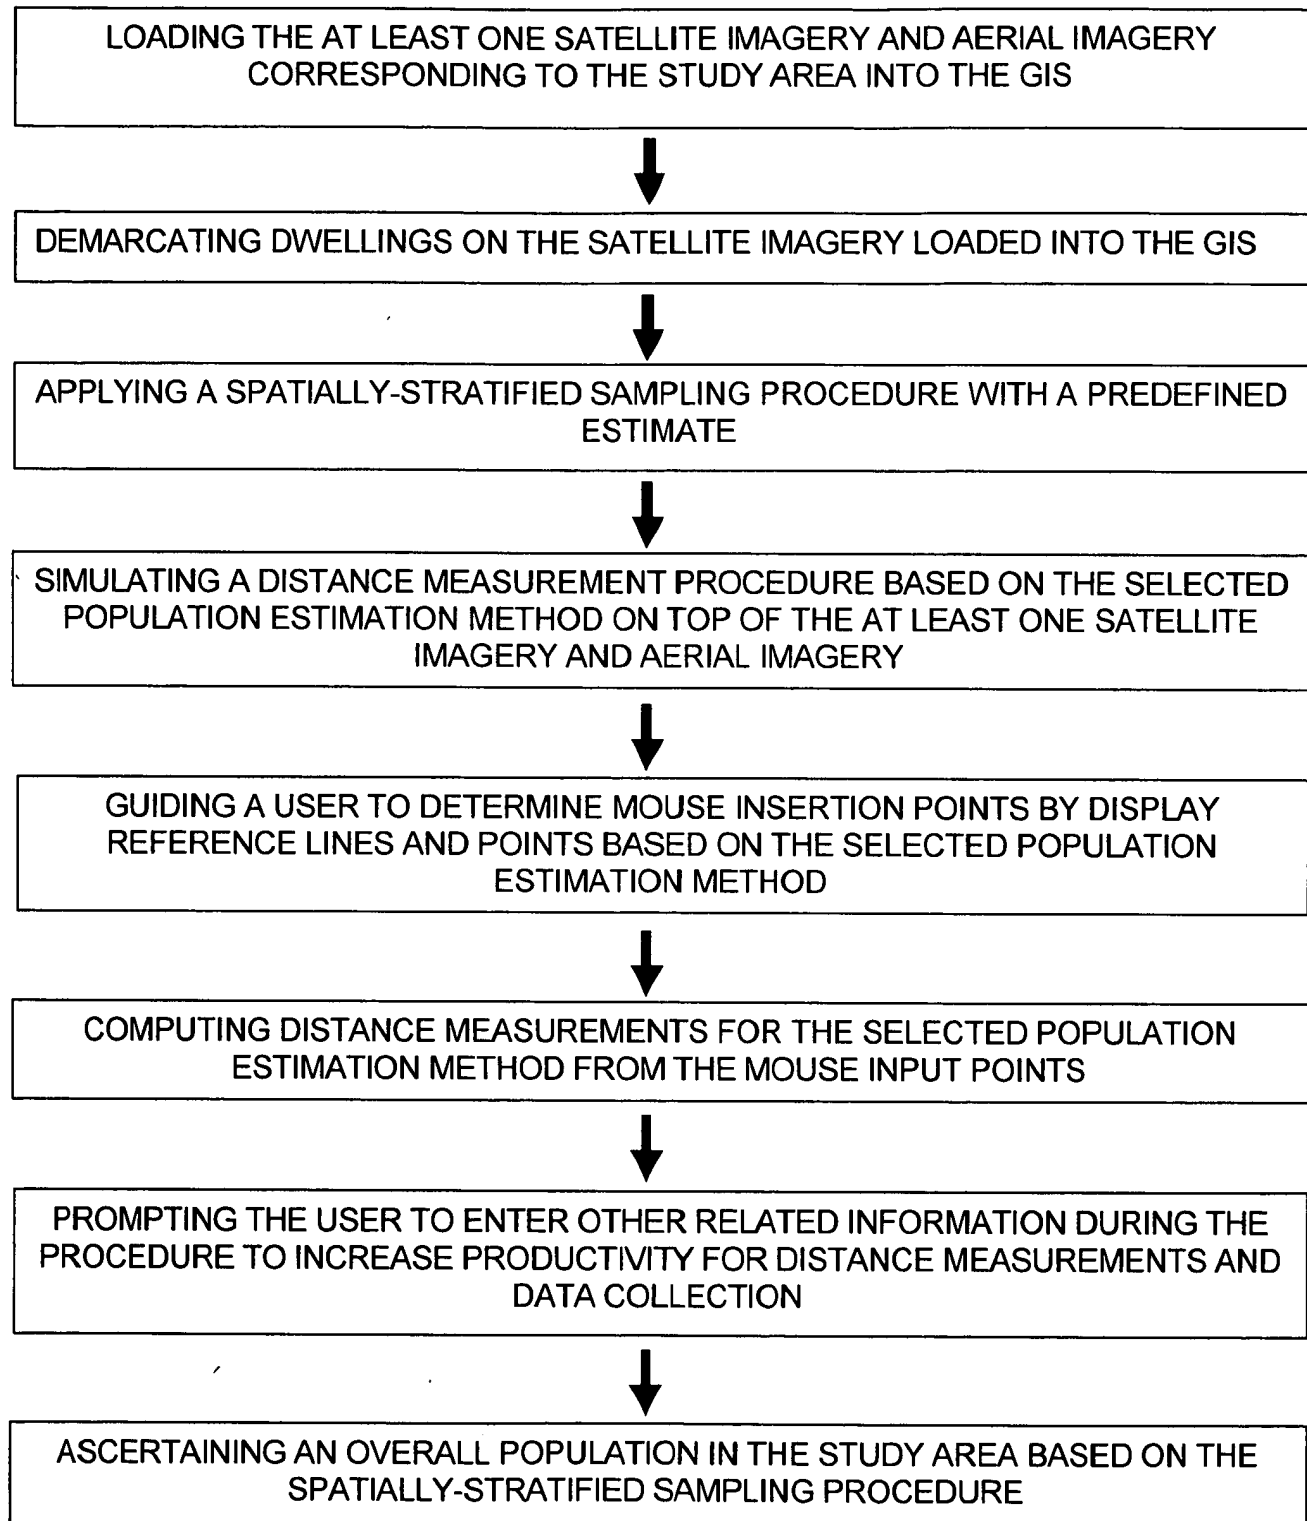 LOADING THE AT LEAST ONE SATELLITE IMAGERY AND AERIAL IMAGERY
CORRESPONDING TO THE STUDY AREA INTO THE GIS
DEMARCATING DWELLINGS ON THE SATELLITE IMAGERY LOADED INTO THE GIS
APPLYING A SPATIALLY-STRATIFIED SAMPLING PROCEDURE WITH A PREDEFINED
ESTIMATE
SIMULATING A DISTANCE MEASUREMENT PROCEDURE BASED ON THE SELECTED
POPULATION ESTIMATION METHOD ON TOP OF THE AT LEAST ONE SATELLITE
IMAGERY AND AERIAL IMAGERY
GUIDING A USER TO DETERMINE MOUSE INSERTION POINTS BY DISPLAY
REFERENCE LINES AND POINTS BASED ON THE SELECTED POPULATION
ESTIMATION METHOD
COMPUTING DISTANCE MEASUREMENTS FOR THE SELECTED POPULATION
ESTIMATION METHOD FROM THE MOUSE INPUT POINTS
PROMPTING THE USER TO ENTER OTHER RELATED INFORMATION DURING THE
PROCEDURE TO INCREASE PRODUCTIVITY FOR DISTANCE MEASUREMENTS AND
DATA COLLECTION
ASCERTAINING AN OVERALL POPULATION IN THE STUDY AREA BASED ON THE
SPATIALLY-STRATIFIED SAMPLING PROCEDURE